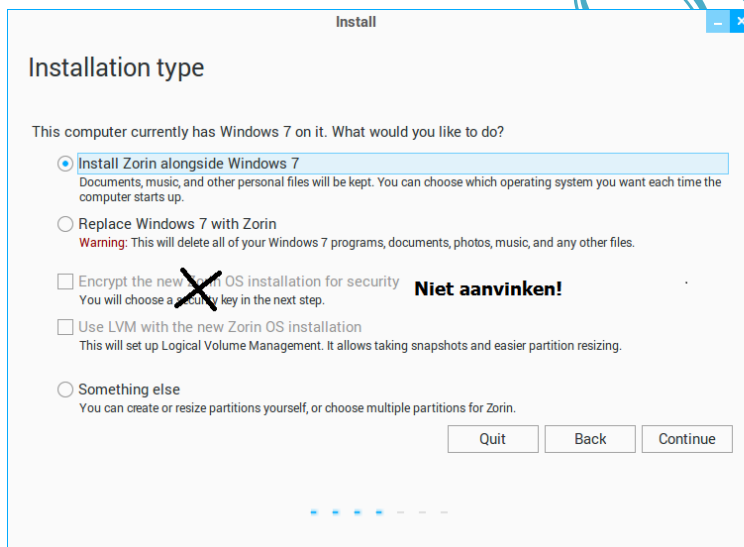 Install
Installation type
This computer currently has Windows 7 on it. What would you like to do?
Install Zorin alongside Windows 7
Documents, music, and other personal files will be kept. You can choose which operating system you want each time the
computer starts up.
Replace Windows 7 with Zorin
Warning: This will delete all of your Windows 7 programs, documents, photos, music, and any other files.
Encrypt the new Zorin OS installation for security
You will choose a security key in the next step.
Niet aanvinken!
Use LVM with the new Zorin OS installation
This will set up Logical Volume Management. It allows taking snapshots and easier partition resizing.
Something else
You can create or resize partitions yourself, or choose multiple partitions for Zorin.
Quit Back Continue